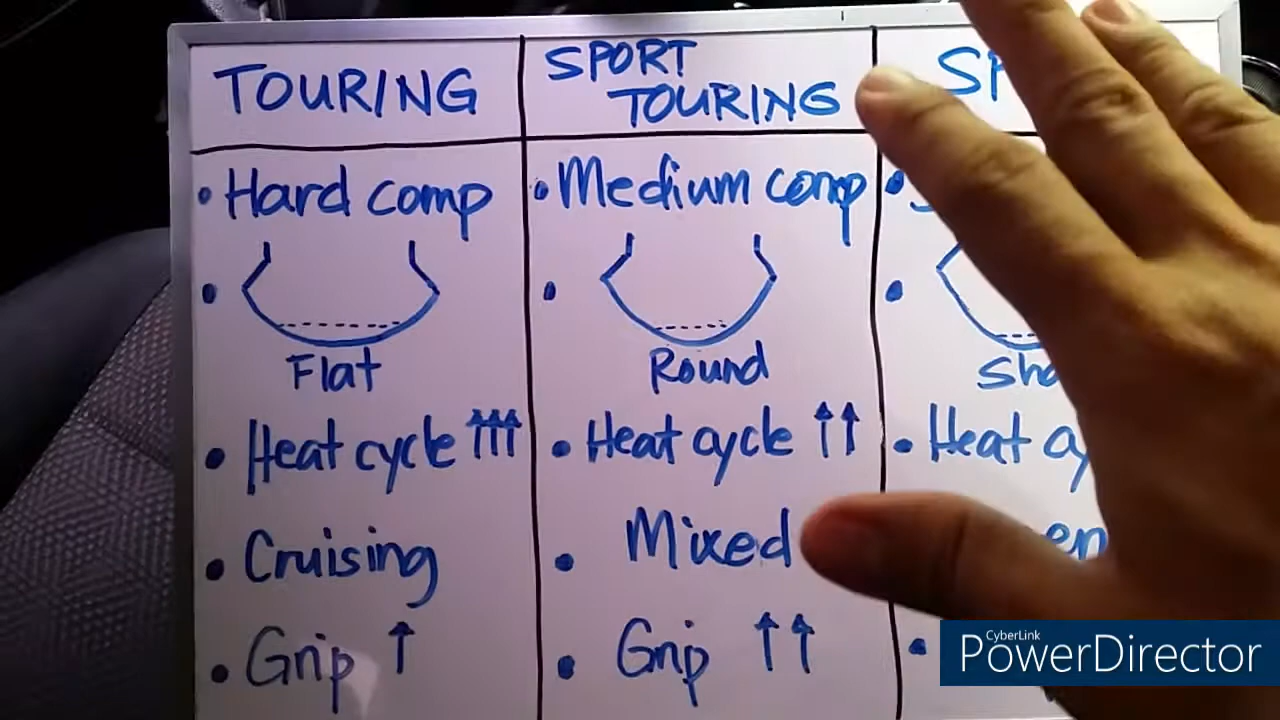 TOURING
• Hard comp
•
Flat
• Heat cycle ↑↑↑
• Cruising
• Grip ↑
SPORT
TOURING
• Medium comp
•
Round
• Heat cycle ↑↑
• Mixed
• Grip ↑↑
•
•
• Heat
•
CyberLink
PowerDirector